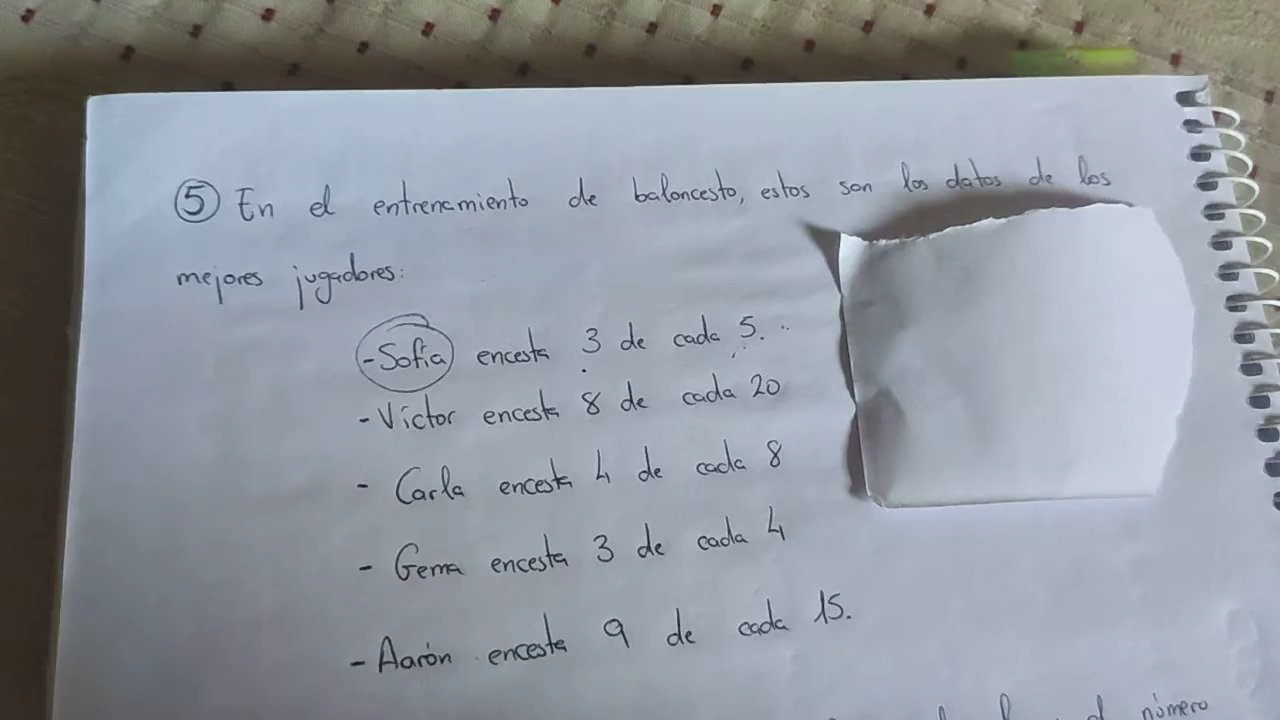 ⑤ En el entrenamiento de baloncesto, estos son los datos de los
mejores jugadores:
-Sofía encesta 3 de cada 5.
-Víctor encesta 8 de cada 20
- Carla encesta 4 de cada 8
- Gema encesta 3 de cada 4
- Aarón encesta 9 de cada 15.
número